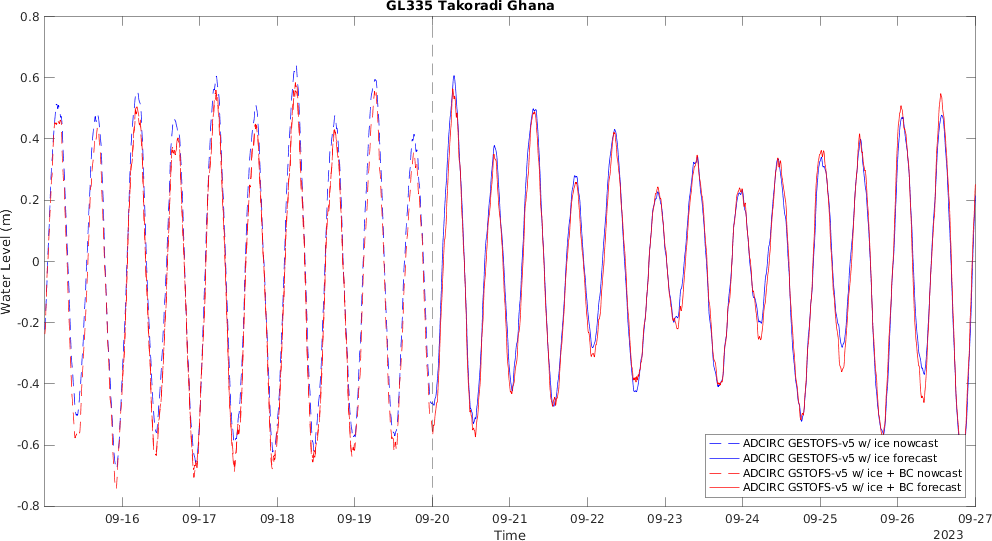 GL335 Takoradi Ghana
0.8
0.6
0.4
0.2
0
-0.2
-0.4
-0.6
-0.8
Water Level (m)
ADCIRC GESTOFS-v5 w/ ice nowcast
ADCIRC GESTOFS-v5 w/ ice forecast
ADCIRC GSTOFS-v5 w/ ice + BC nowcast
ADCIRC GSTOFS-v5 w/ ice + BC forecast
09-16 09-17 09-18 09-19 09-20 09-21 09-22 09-23 09-24 09-25 09-26 09-27
Time
2023